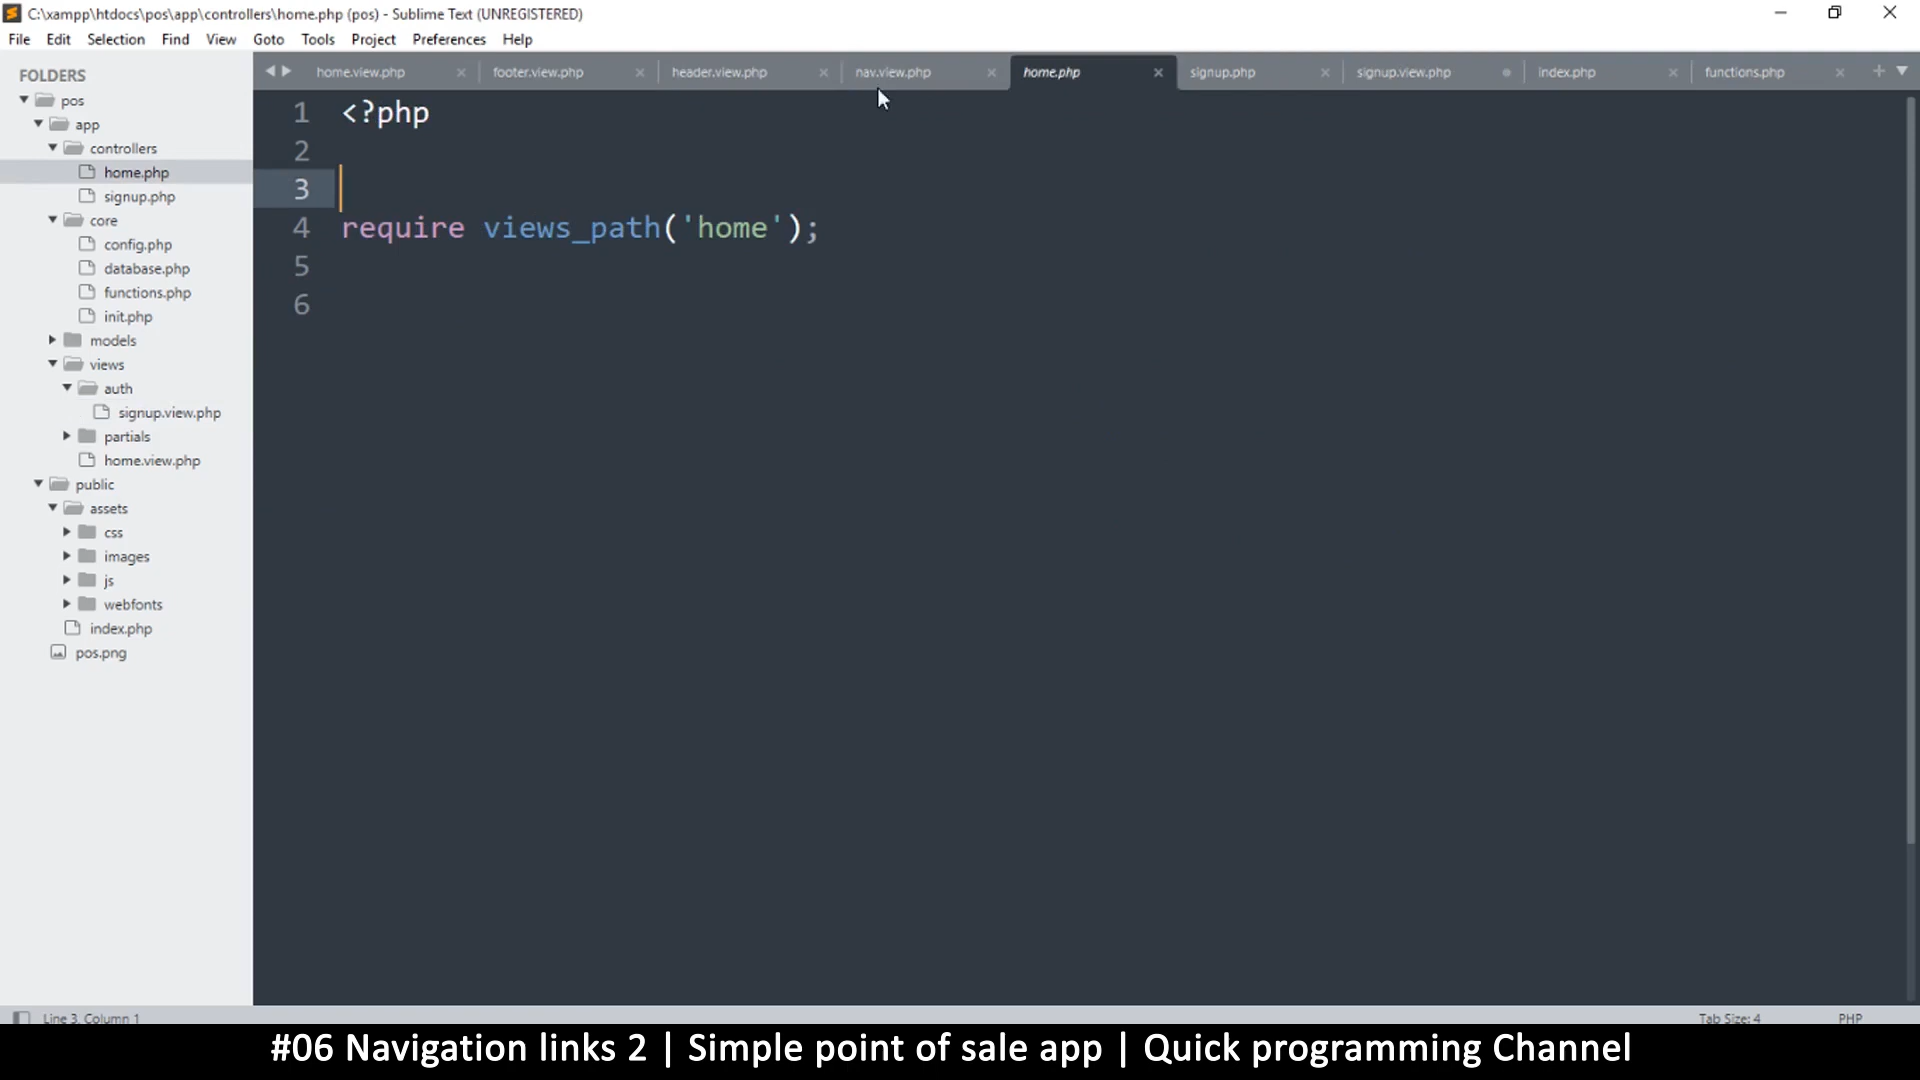 C:\xampp\htdocs\pos\app\controllers\home.php (pos) - Sublime Text (UNREGISTERED)
File Edit Selection Find View Goto Tools Project Preferences Help
FOLDERS
pos
app
controllers
home.php
signup.php
core
config.php
database.php
functions.php
init.php
models
views
auth
signup.view.php
partials
home.view.php
public
assets
css
images
js
webfonts
index.php
pos.png
home.view.php footer.view.php header.view.php nav.view.php home.php signup.php signup.view.php index.php functions.php
1 <?php
2
3
4 require views_path('home');
5
6
Line 3, Column 1 Tab Size: 4 PHP
#06 Navigation links 2 | Simple point of sale app | Quick programming Channel